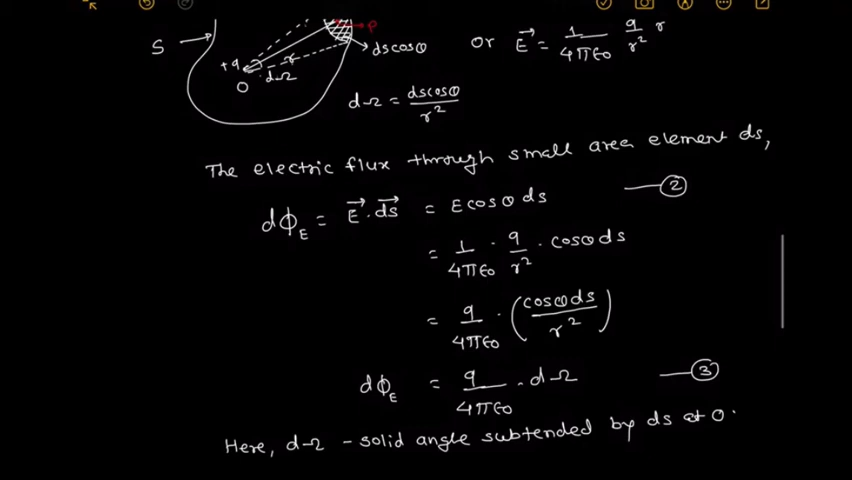 P
S
ds cosθ
or E⃗ = 1/4πε₀ q/r² r
+q
r
dΩ
O
dΩ = ds cosθ/r²
The electric flux through small area element ds,
dϕ_E = E⃗ . ds⃗ = E cosθ ds — ②
= 1/4πε₀ . q/r² . cosθ ds
= q/4πε₀ . (cosθ ds/r²)
dϕ_E = q/4πε₀ . dΩ — ③
Here, dΩ - solid angle subtended by ds at O.